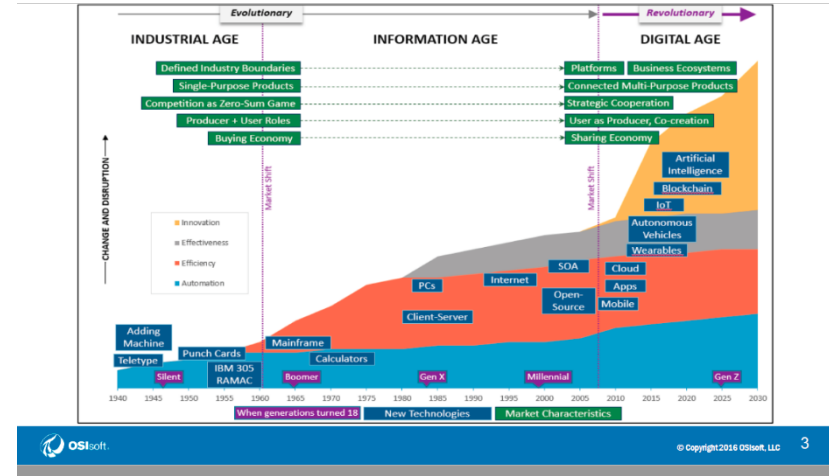 Evolutionary
Revolutionary
INDUSTRIAL AGE
INFORMATION AGE
DIGITAL AGE
Defined Industry Boundaries
Platforms
Business Ecosystems
Single-Purpose Products
Connected Multi-Purpose Products
Competition as Zero-Sum Game
Strategic Cooperation
Producer + User Roles
User as Producer, Co-creation
Buying Economy
Sharing Economy
CHANGE AND DISRUPTION
Market Shift
Market Shift
Innovation
Effectiveness
Efficiency
Automation
Artificial
Intelligence
Blockchain
IoT
Autonomous
Vehicles
Wearables
SOA
Cloud
PCs
Internet
Apps
Open-
Source
Mobile
Client-Server
Adding
Machine
Mainframe
Punch Cards
Teletype
Calculators
IBM 305
RAMAC
Silent
Boomer
Gen X
Millennial
Gen Z
1940 1945 1950 1955 1960 1965 1970 1975 1980 1985 1990 1995 2000 2005 2010 2015 2020 2025 2030
When generations turned 18
New Technologies
Market Characteristics
OSIsoft.
© Copyright 2016 OSIsoft, LLC
3